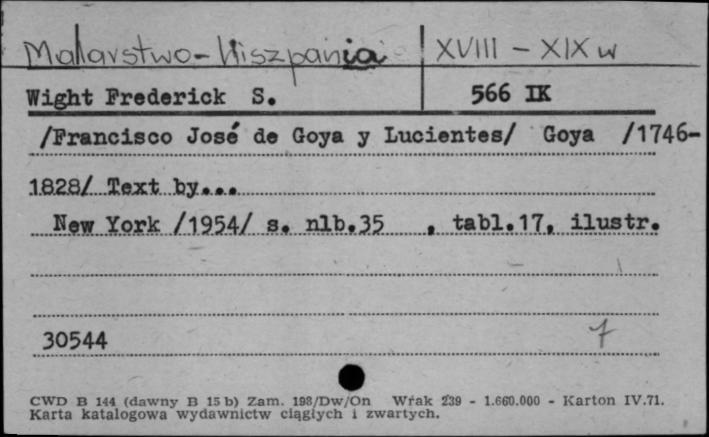 Malarstwo-Hiszpania XVIII - XIX w
Wight Frederick S. 566 IK
/Francisco José de Goya y Lucientes/ Goya /1746-
1828/ Text by...
New York /1954/ s. nlb.35 , tabl.17, ilustr.
30544 7
CWD B 144 (dawny B 15 b) Zam. 198/Dw/On Wrak 239 - 1.660.000 - Karton IV.71.
Karta katalogowa wydawnictw ciągłych i zwartych.